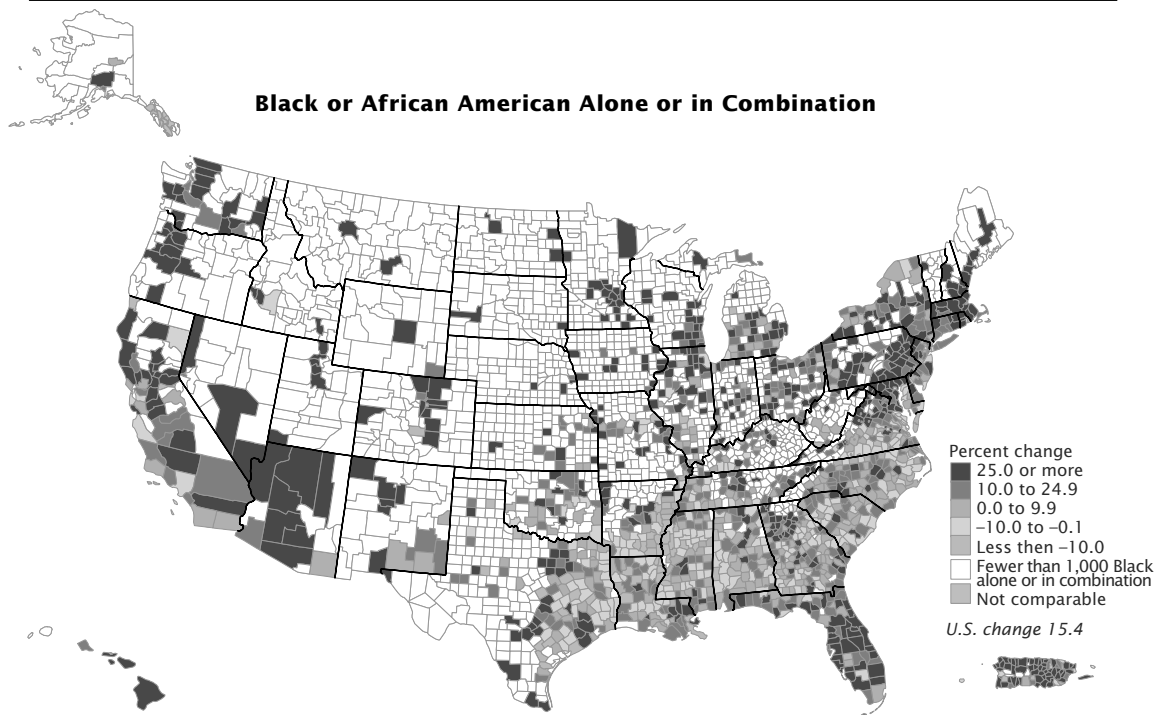 Black or African American Alone or in Combination
Percent change
25.0 or more
10.0 to 24.9
0.0 to 9.9
–10.0 to –0.1
Less then –10.0
Fewer than 1,000 Black
alone or in combination
Not comparable
U.S. change 15.4